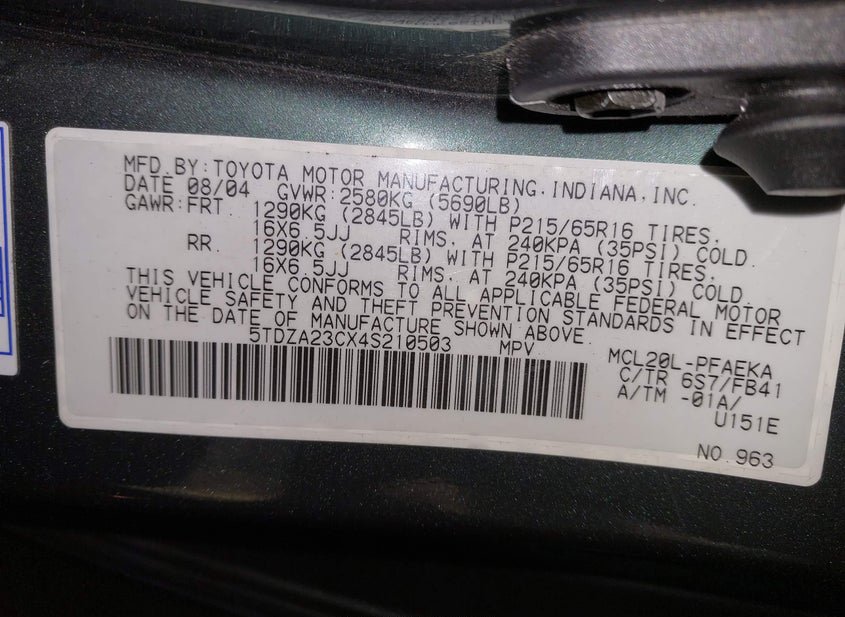 MFD.BY:TOYOTA MOTOR MANUFACTURING,INDIANA,INC.
DATE 08/04 GVWR:2580KG (5690LB)
GAWR:FRT. 1290KG (2845LB) WITH P215/65R16 TIRES,
16X6.5JJ RIMS, AT 240KPA (35PSI) COLD.
RR. 1290KG (2845LB) WITH P215/65R16 TIRES,
16X6.5JJ RIMS, AT 240KPA (35PSI) COLD.
THIS VEHICLE CONFORMS TO ALL APPLICABLE FEDERAL MOTOR
VEHICLE SAFETY AND THEFT PREVENTION STANDARDS IN EFFECT
ON THE DATE OF MANUFACTURE SHOWN ABOVE.
5TDZA23CX4S210503 MPV
MCL20L-PFAEKA
C/TR 6S7/FB41
A/TM -01A/
U151E
NO.963